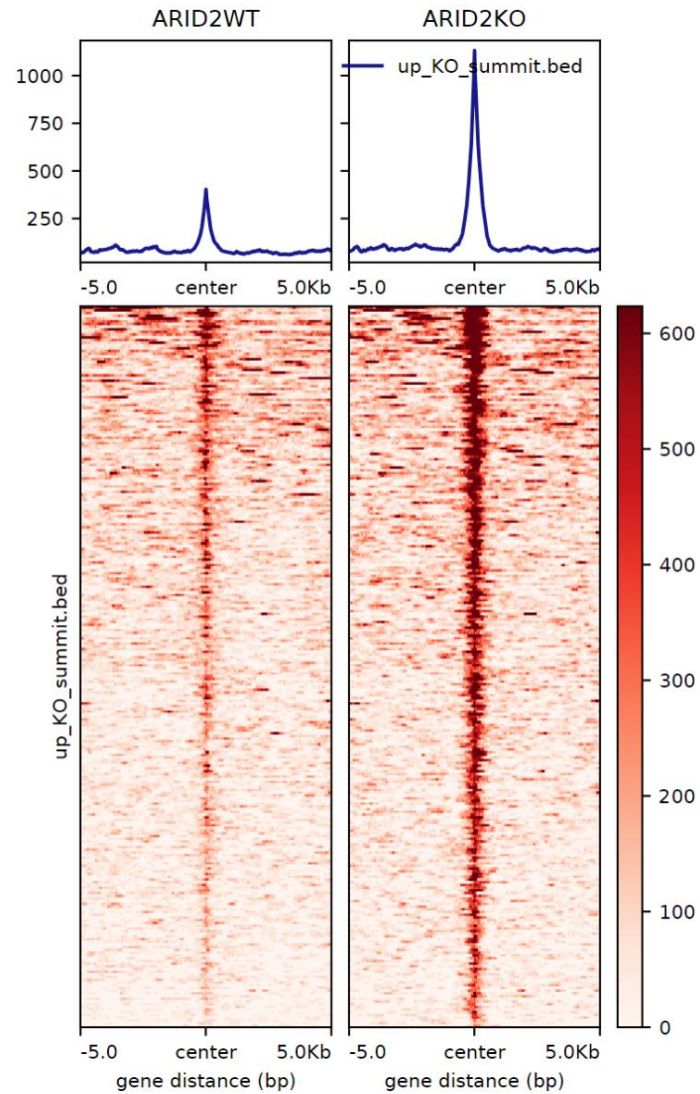 ARID2WT ARID2KO
1000
750
500
250
up_KO_summit.bed
-5.0 center 5.0Kb -5.0 center 5.0Kb
up_KO_summit.bed
600
500
400
300
200
100
0
-5.0 center 5.0Kb -5.0 center 5.0Kb
gene distance (bp) gene distance (bp)